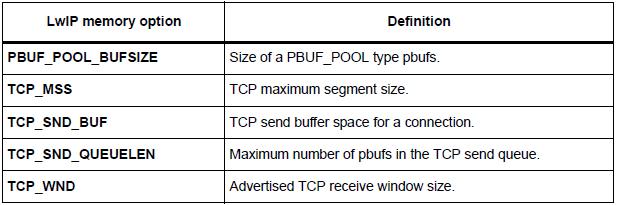 LwIP memory option Definition
PBUF_POOL_BUFSIZE Size of a PBUF_POOL type pbufs.
TCP_MSS TCP maximum segment size.
TCP_SND_BUF TCP send buffer space for a connection.
TCP_SND_QUEUELEN Maximum number of pbufs in the TCP send queue.
TCP_WND Advertised TCP receive window size.